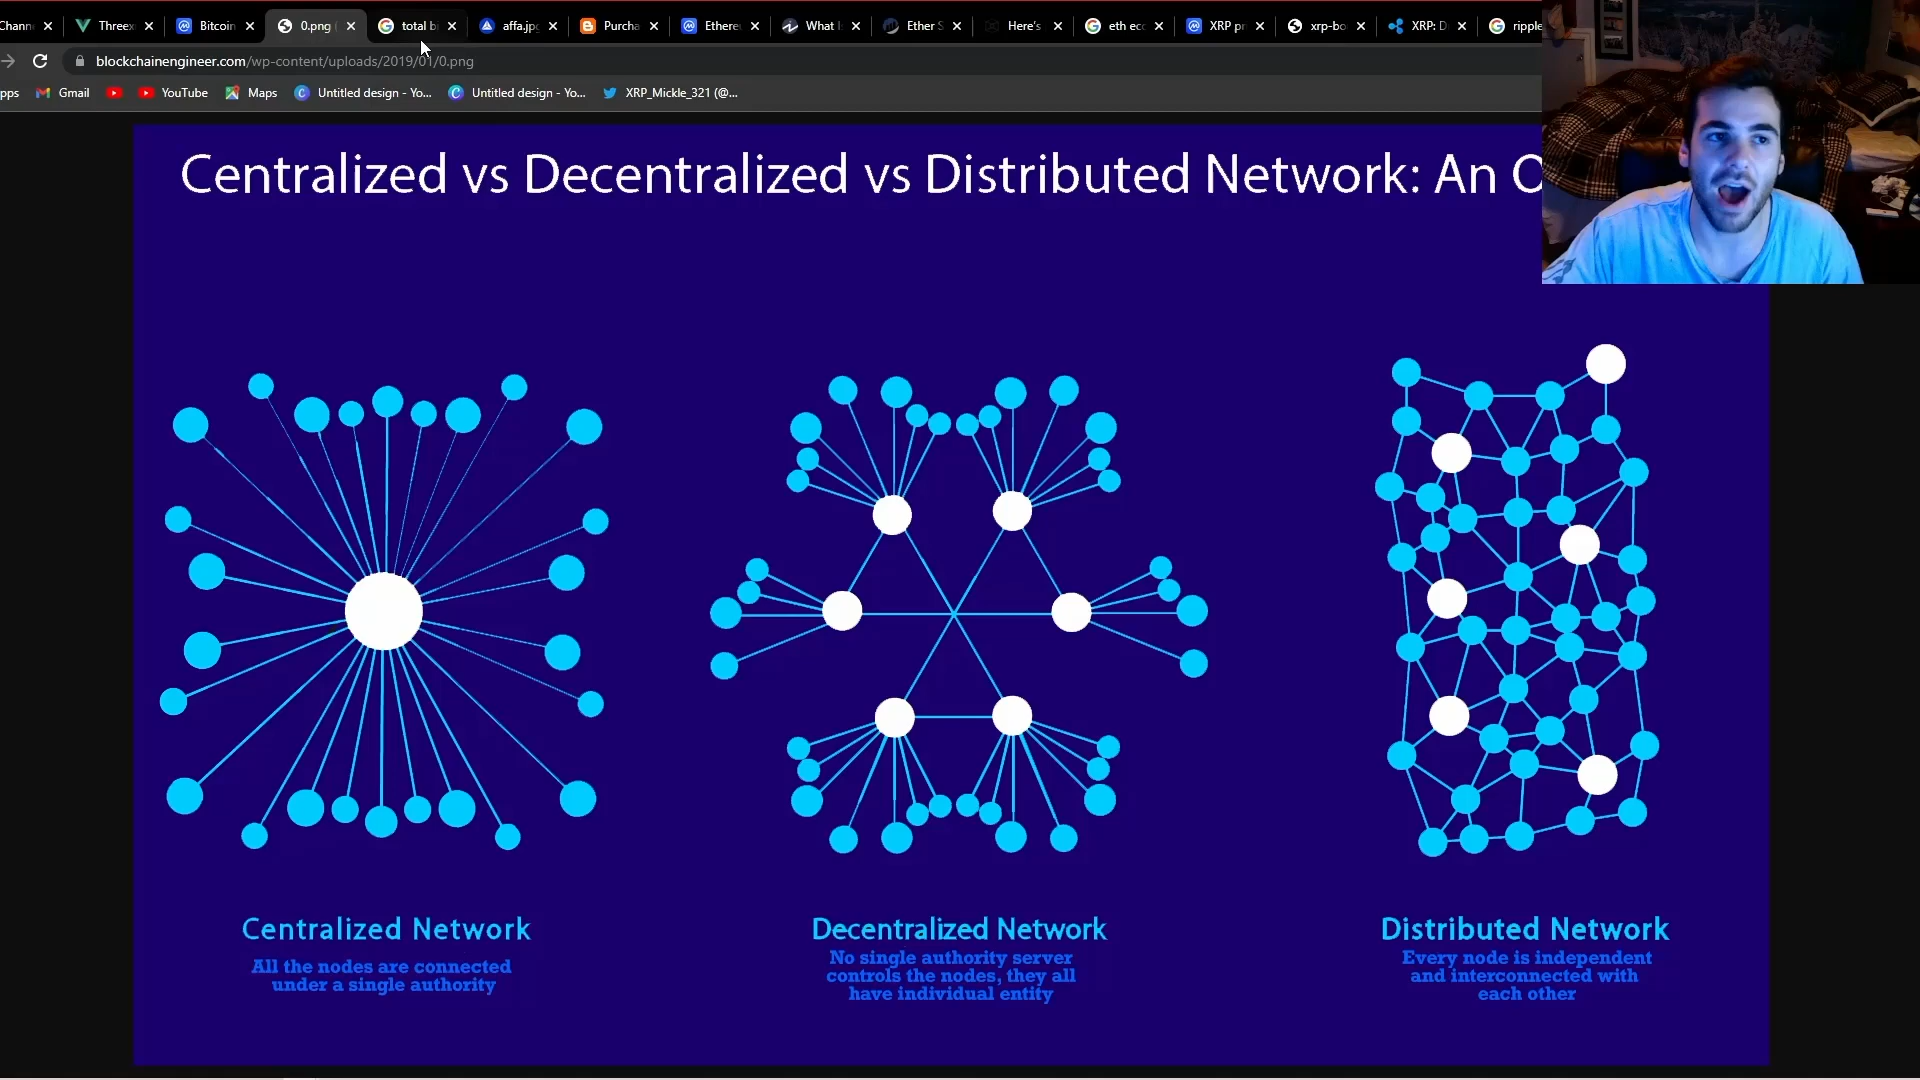 Chann
Threex
Bitcoin
0.png
total b
affa.jpg
Purcha
Ethere
What I
Ether S
Here's
eth ecc
XRP pr
xrp-bo
XRP: D
ripple
blockchainengineer.com/wp-content/uploads/2019/01/0.png
pps
Gmail
YouTube
Maps
Untitled design - Yo...
Untitled design - Yo...
XRP_Mickle_321 (@...
Centralized vs Decentralized vs Distributed Network: An O
Centralized Network
All the nodes are connected
under a single authority
Decentralized Network
No single authority server
controls the nodes, they all
have individual entity
Distributed Network
Every node is independent
and interconnected with
each other